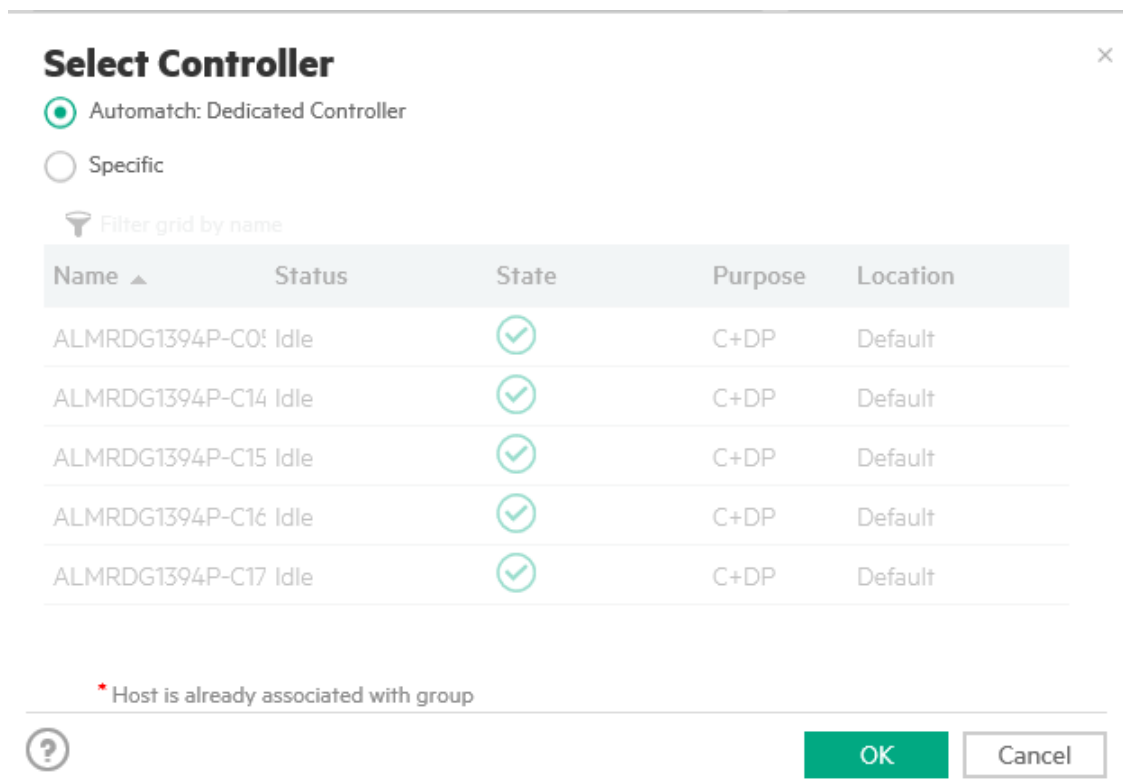 Select Controller
×
Automatch: Dedicated Controller
Specific
Filter grid by name
Name Status State Purpose Location
ALMRDG1394P-C05 Idle C+DP Default
ALMRDG1394P-C14 Idle C+DP Default
ALMRDG1394P-C15 Idle C+DP Default
ALMRDG1394P-C16 Idle C+DP Default
ALMRDG1394P-C17 Idle C+DP Default
* Host is already associated with group
? OK Cancel